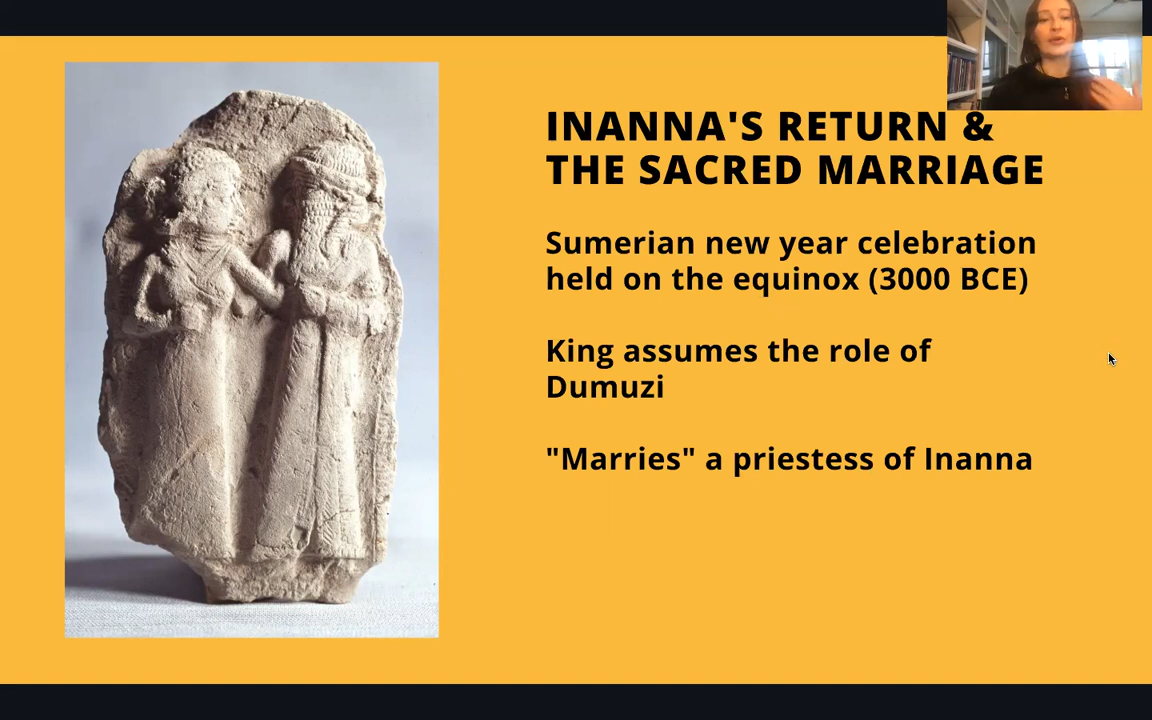 INANNA'S RETURN &
THE SACRED MARRIAGE
Sumerian new year celebration
held on the equinox (3000 BCE)
King assumes the role of
Dumuzi
"Marries" a priestess of Inanna